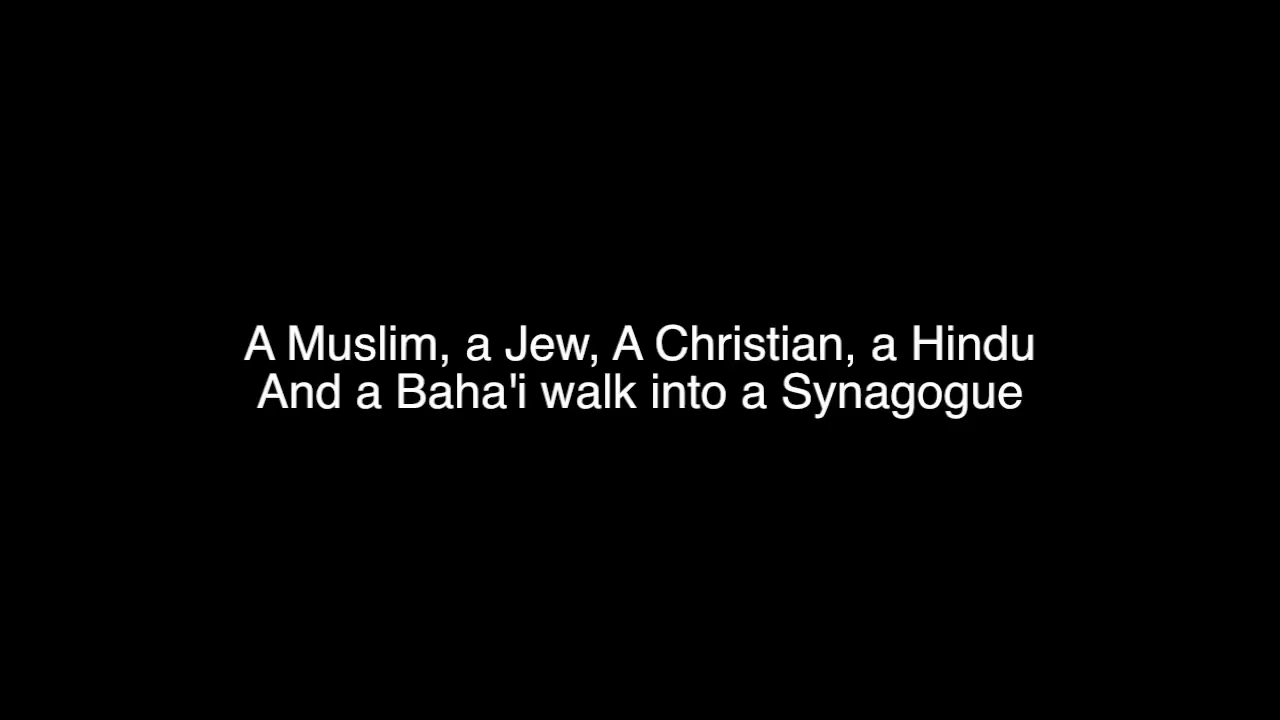 A Muslim, a Jew, A Christian, a Hindu
And a Baha'i walk into a Synagogue